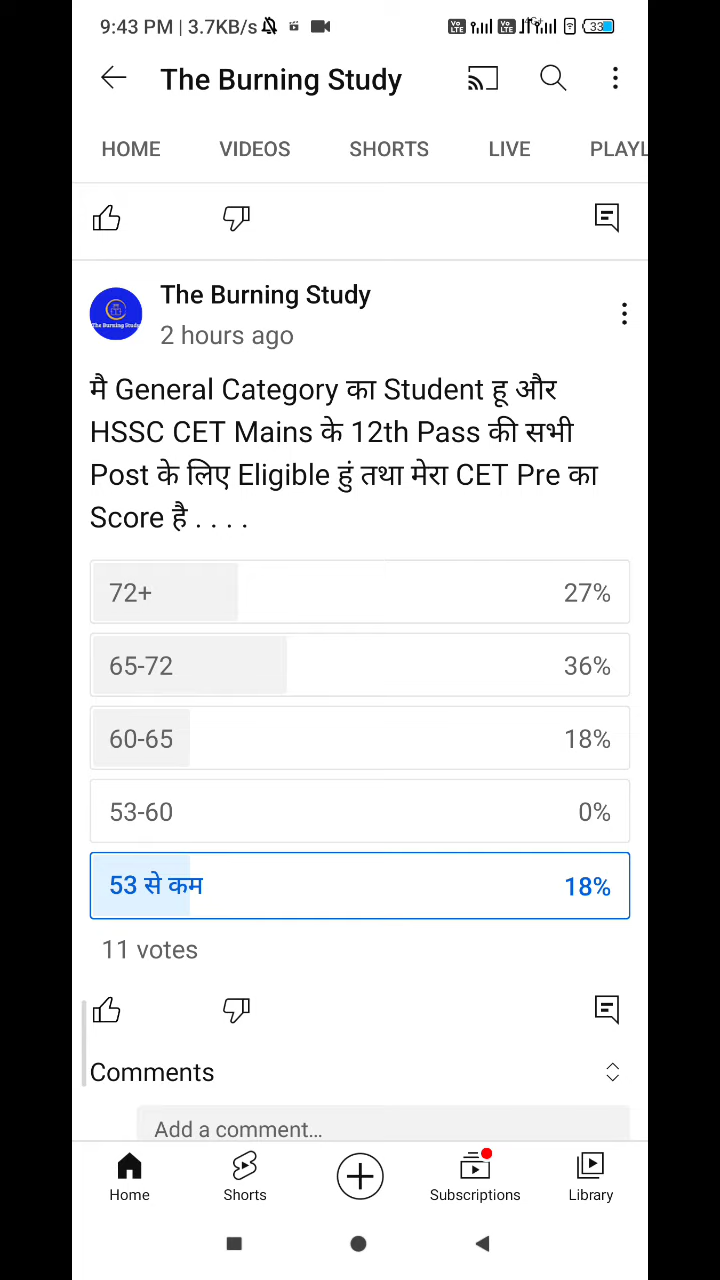 9:43 PM | 3.7KB/s
33
The Burning Study
HOME VIDEOS SHORTS LIVE PLAYL
The Burning Study
2 hours ago
मै General Category का Student हू और
HSSC CET Mains के 12th Pass की सभी
Post के लिए Eligible हुं तथा मेरा CET Pre का
Score है . . . .
72+ 27%
65-72 36%
60-65 18%
53-60 0%
53 से कम 18%
11 votes
Comments
Add a comment...
Home Shorts Subscriptions Library